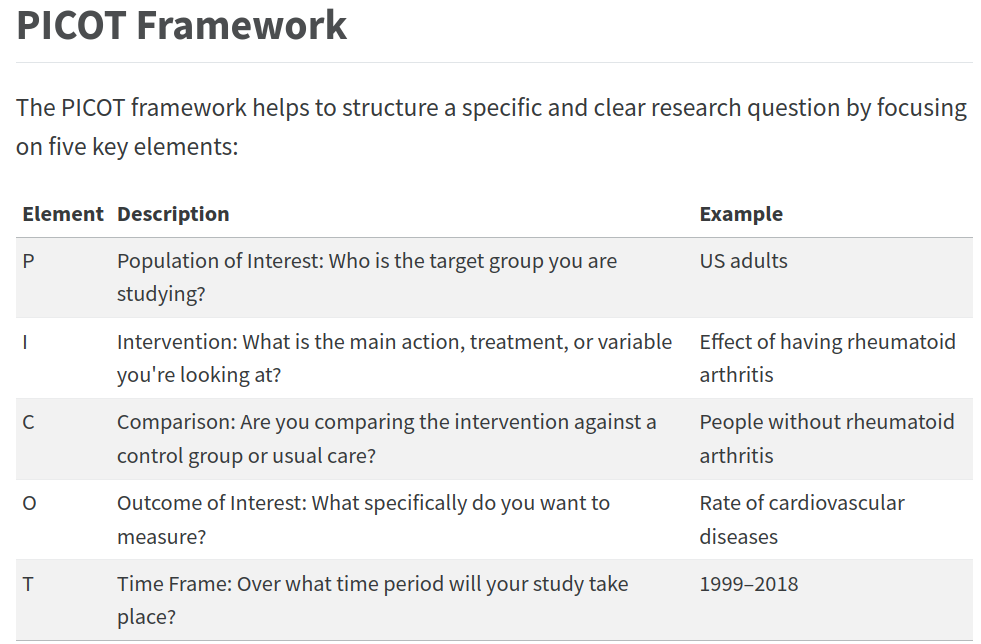 PICOT Framework
The PICOT framework helps to structure a specific and clear research question by focusing
on five key elements:
Element Description Example
P Population of Interest: Who is the target group you are US adults
studying?
I Intervention: What is the main action, treatment, or variable Effect of having rheumatoid
you're looking at? arthritis
C Comparison: Are you comparing the intervention against a People without rheumatoid
control group or usual care? arthritis
O Outcome of Interest: What specifically do you want to Rate of cardiovascular
measure? diseases
T Time Frame: Over what time period will your study take 1999–2018
place?